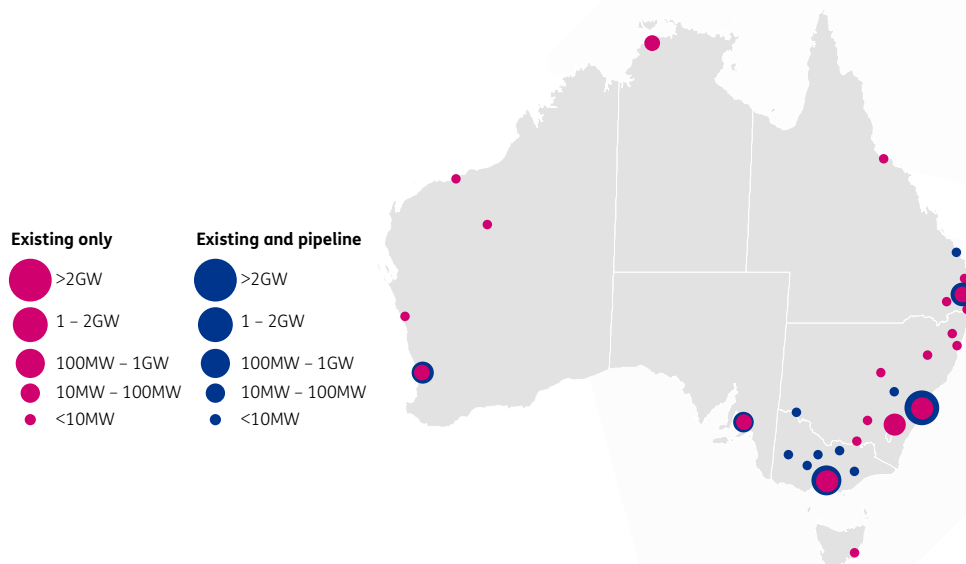 Existing only
>2GW
1 – 2GW
100MW – 1GW
10MW – 100MW
<10MW
Existing and pipeline
>2GW
1 – 2GW
100MW – 1GW
10MW – 100MW
<10MW